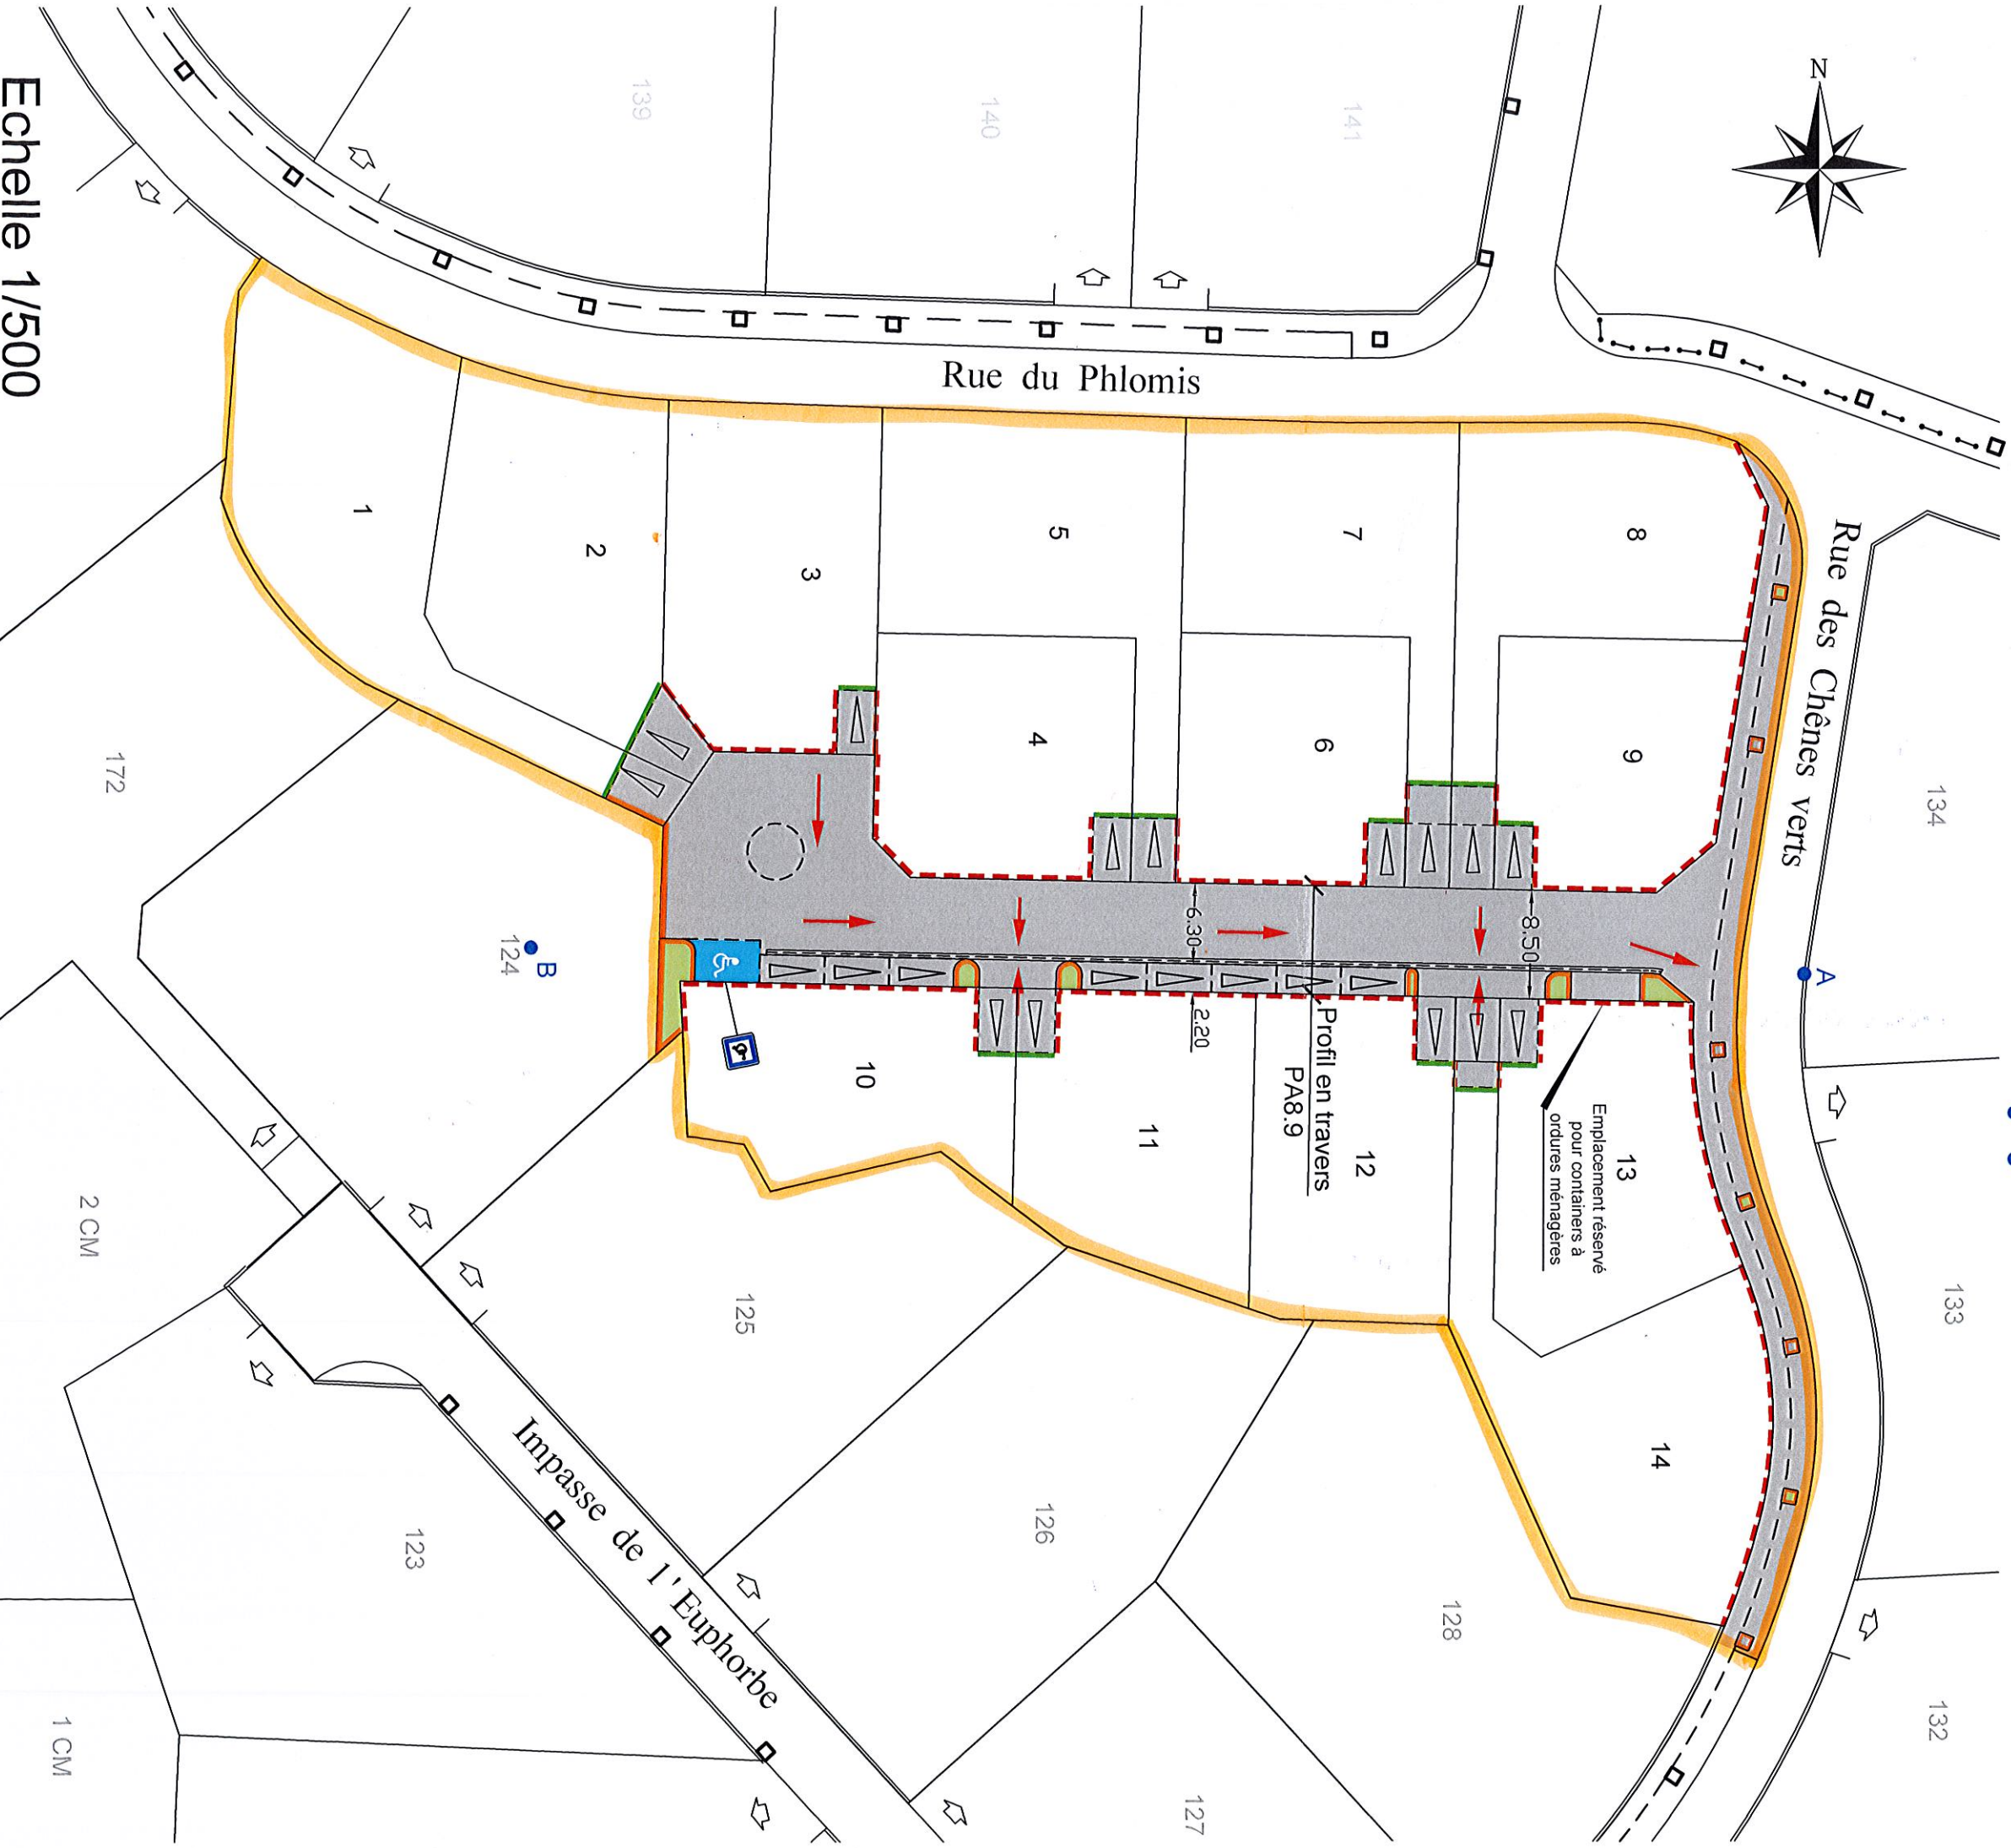 N
139
140
141
Rue du Phlomis
Rue des Chênes verts
134
133
132
A
1
2
3
5
7
8
4
6
9
6.30
8.50
2.20
Profil en travers
PA8.9
10
11
12
13
Emplacement réservé
pour containers à
ordures ménagères
14
172
124
B
125
126
128
127
123
2 CM
1 CM
Impasse de l'Euphorbe
Echelle 1/500